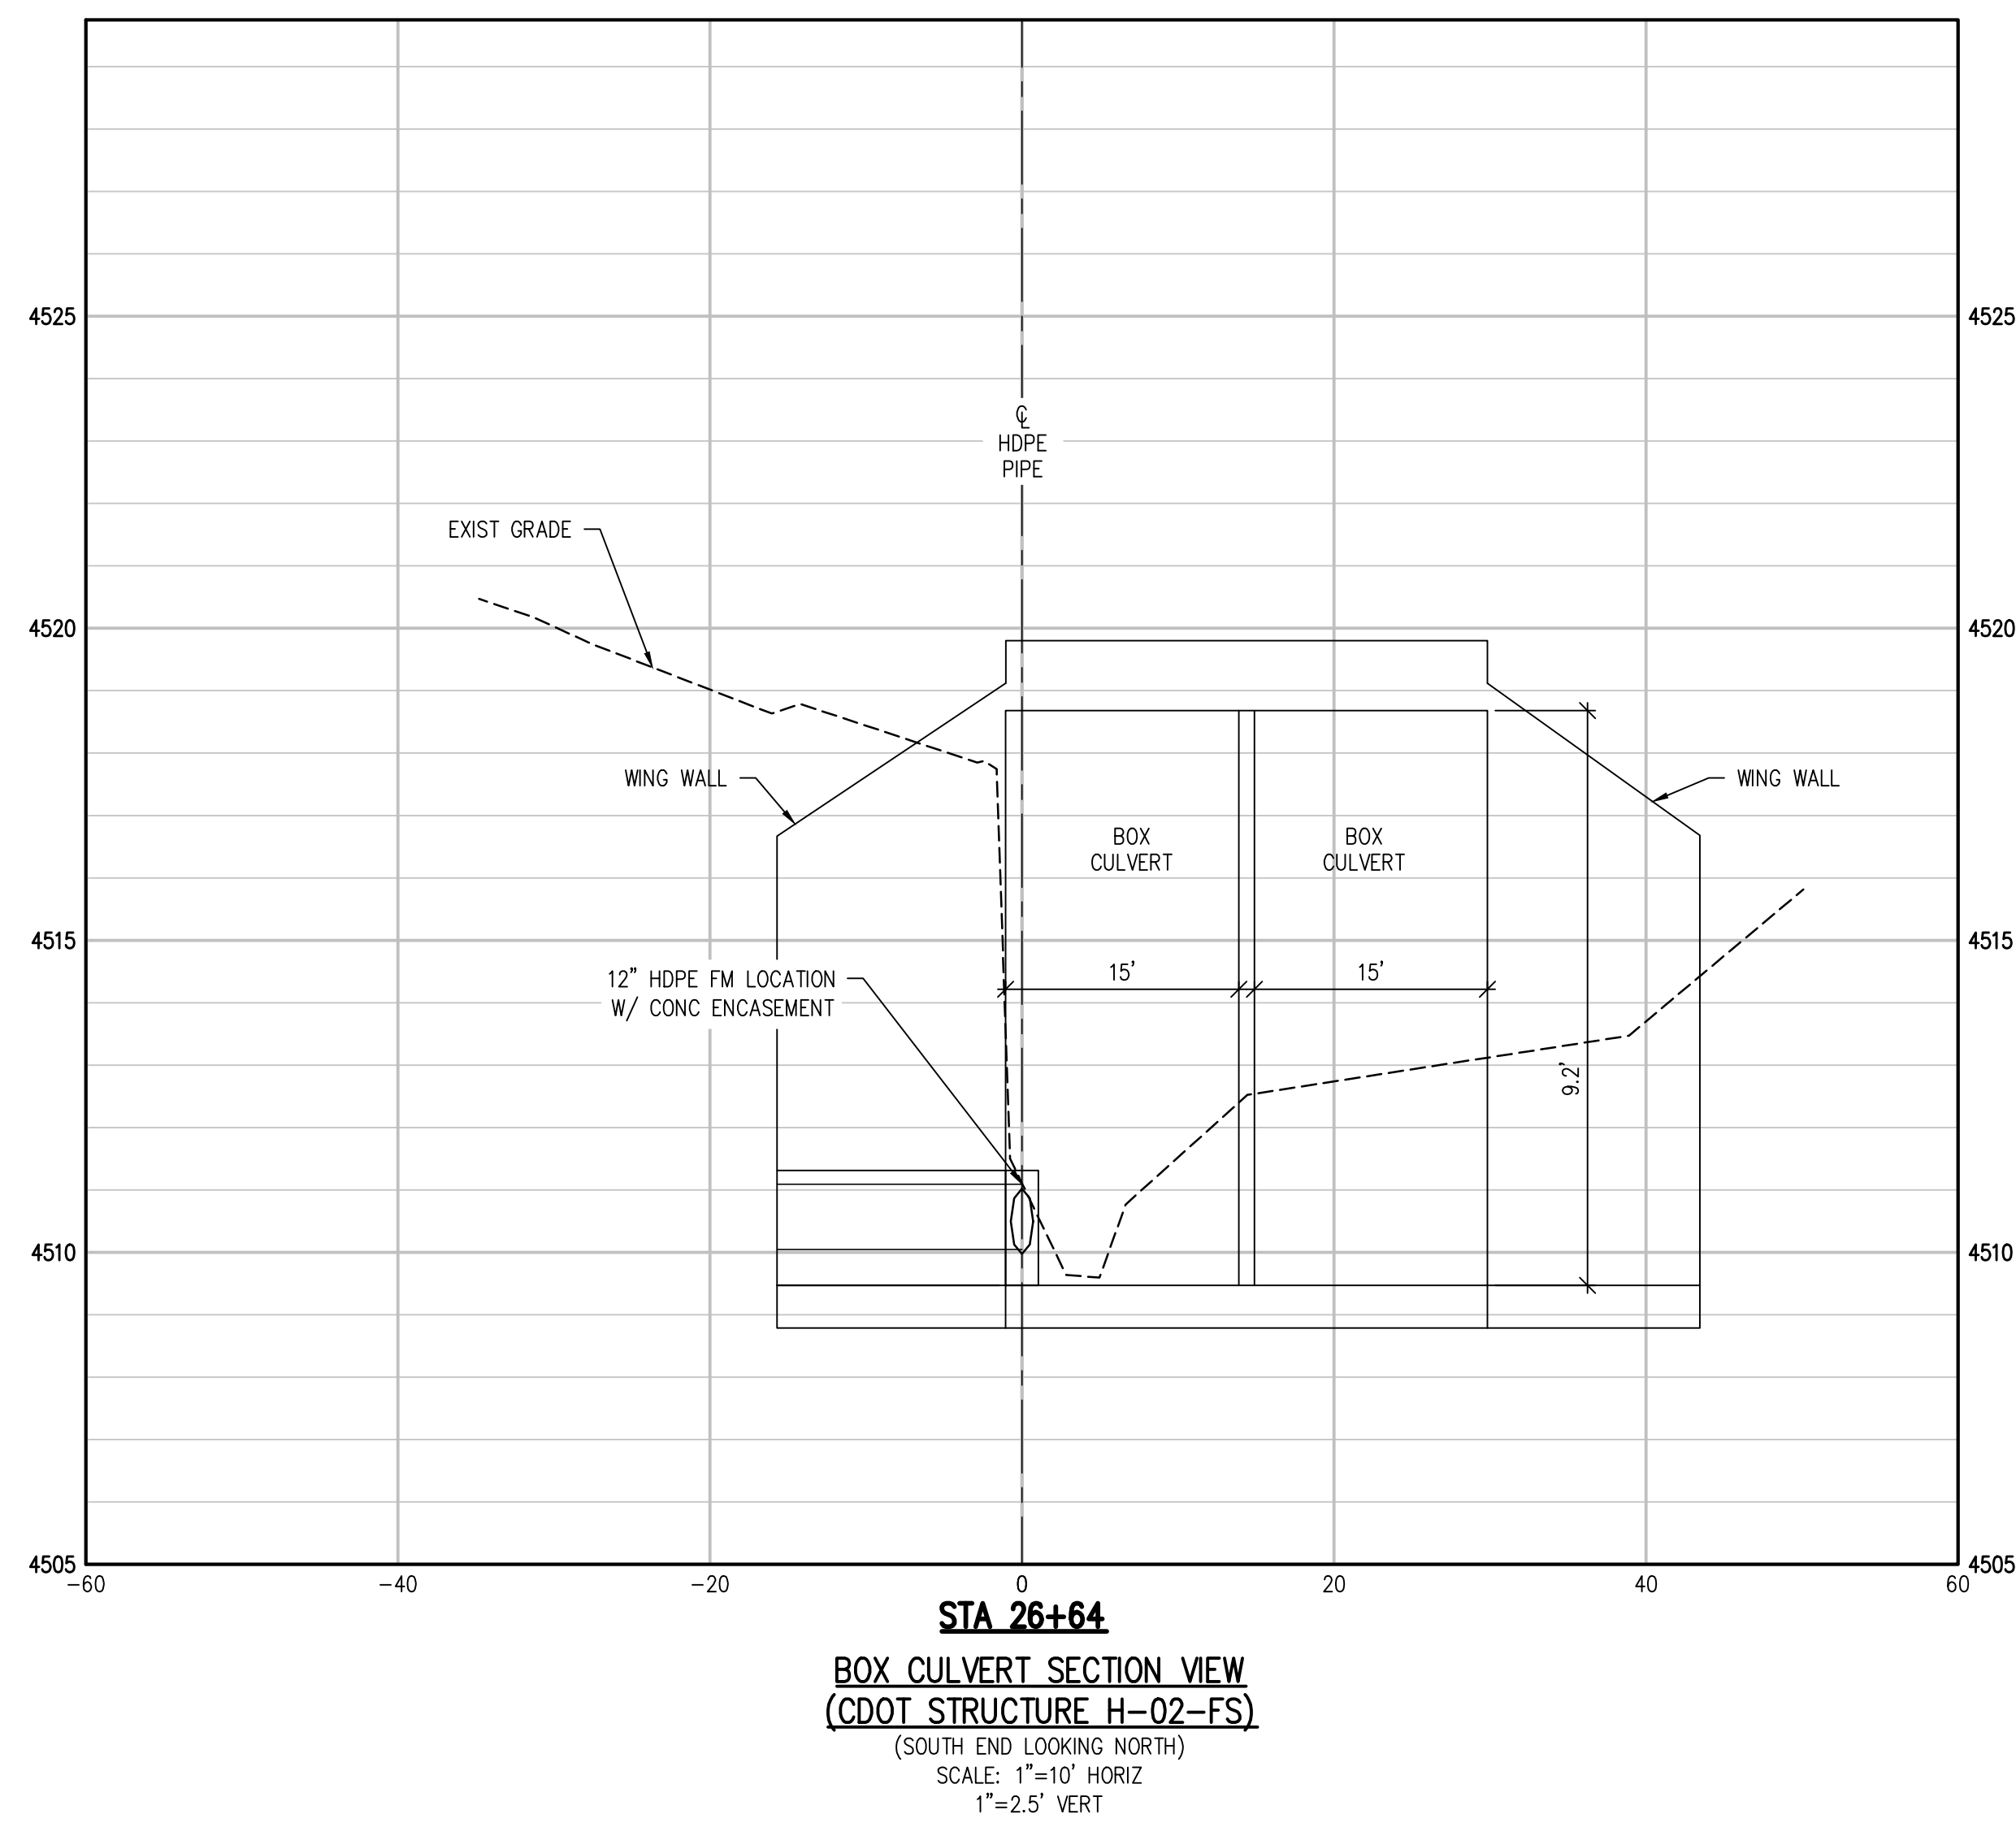 ℄
HDPE
PIPE
4525
4525
EXIST GRADE
4520
4520
WING WALL
WING WALL
BOX
CULVERT
BOX
CULVERT
4515
4515
12" HDPE FM LOCATION
W/ CONC ENCASEMENT
15'
15'
9.2'
4510
4510
4505
4505
-60
-40
-20
0
20
40
60
STA 26+64
BOX CULVERT SECTION VIEW
(CDOT STRUCTURE H-02-FS)
(SOUTH END LOOKING NORTH)
SCALE: 1"=10' HORIZ
1"=2.5' VERT